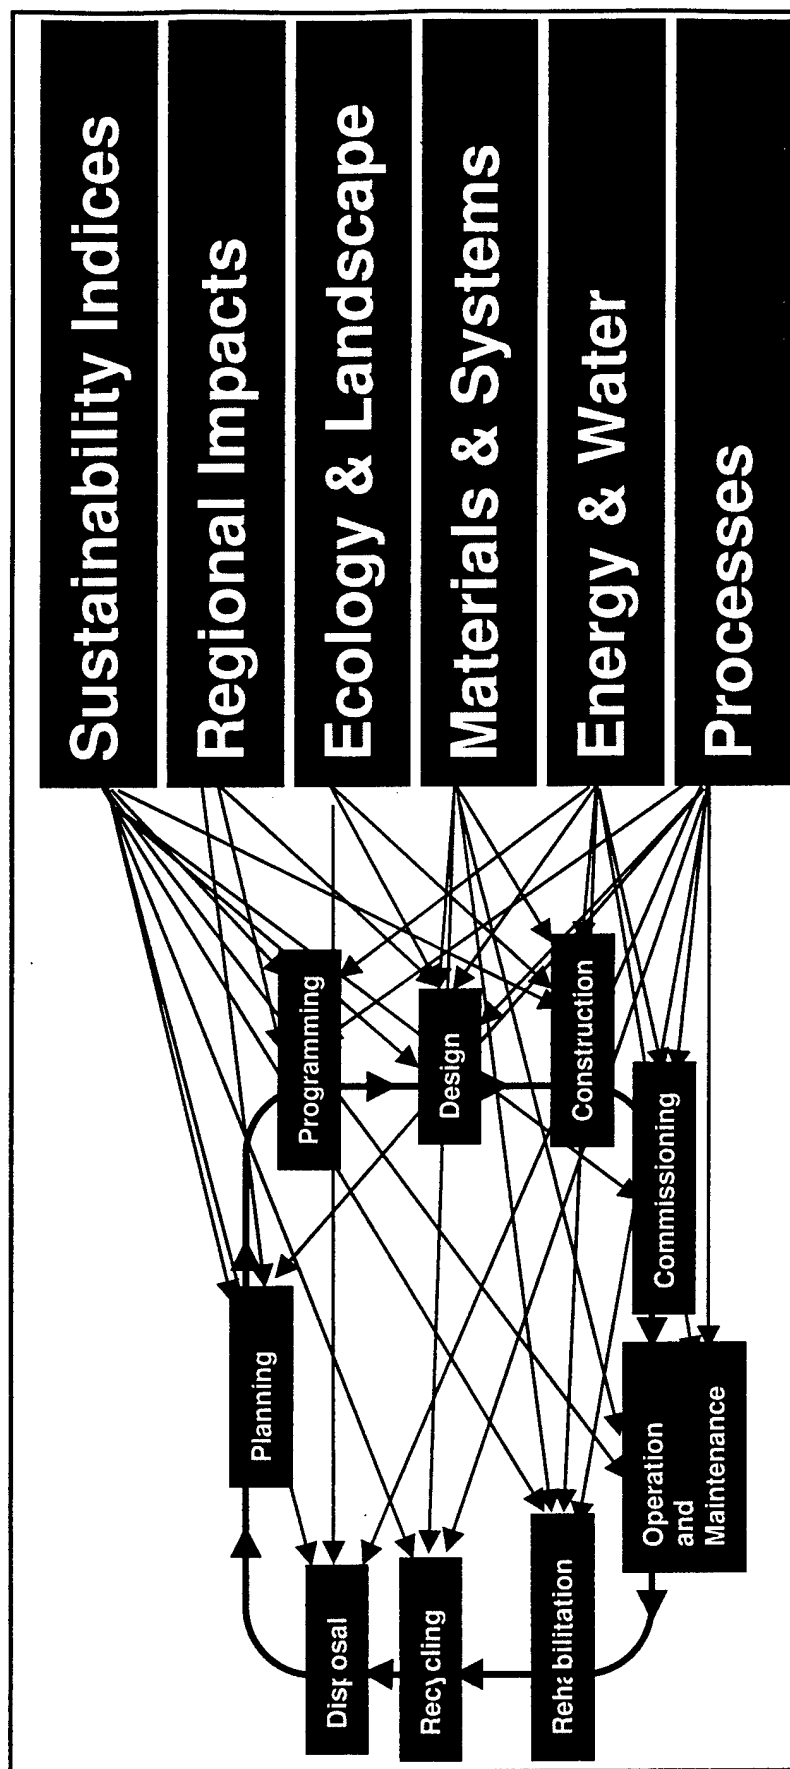 Sustainability Indices
Regional Impacts
Ecology & Landscape
Materials & Systems
Energy & Water
Processes
Planning
Programming
Design
Construction
Commissioning
Operation
and
Maintenance
Rehabilitation
Recycling
Disposal